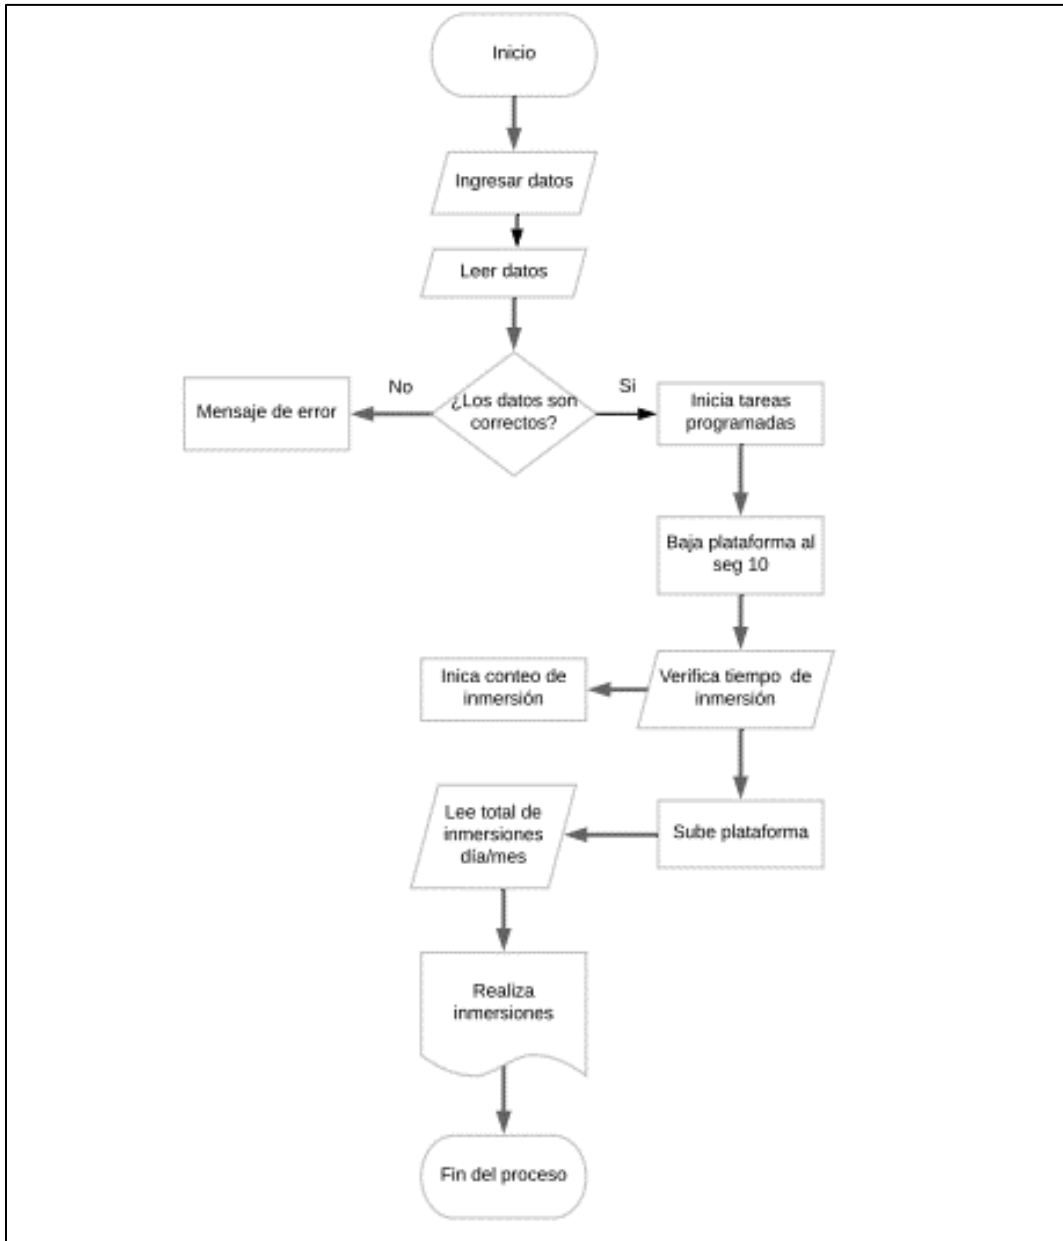 Inicio
Ingresar datos
Leer datos
¿Los datos son
correctos?
No
Si
Mensaje de error
Inicia tareas
programadas
Baja plataforma al
seg 10
Verifica tiempo de
inmersión
Inica conteo de
inmersión
Sube plataforma
Lee total de
inmersiones
día/mes
Realiza
inmersiones
Fin del proceso